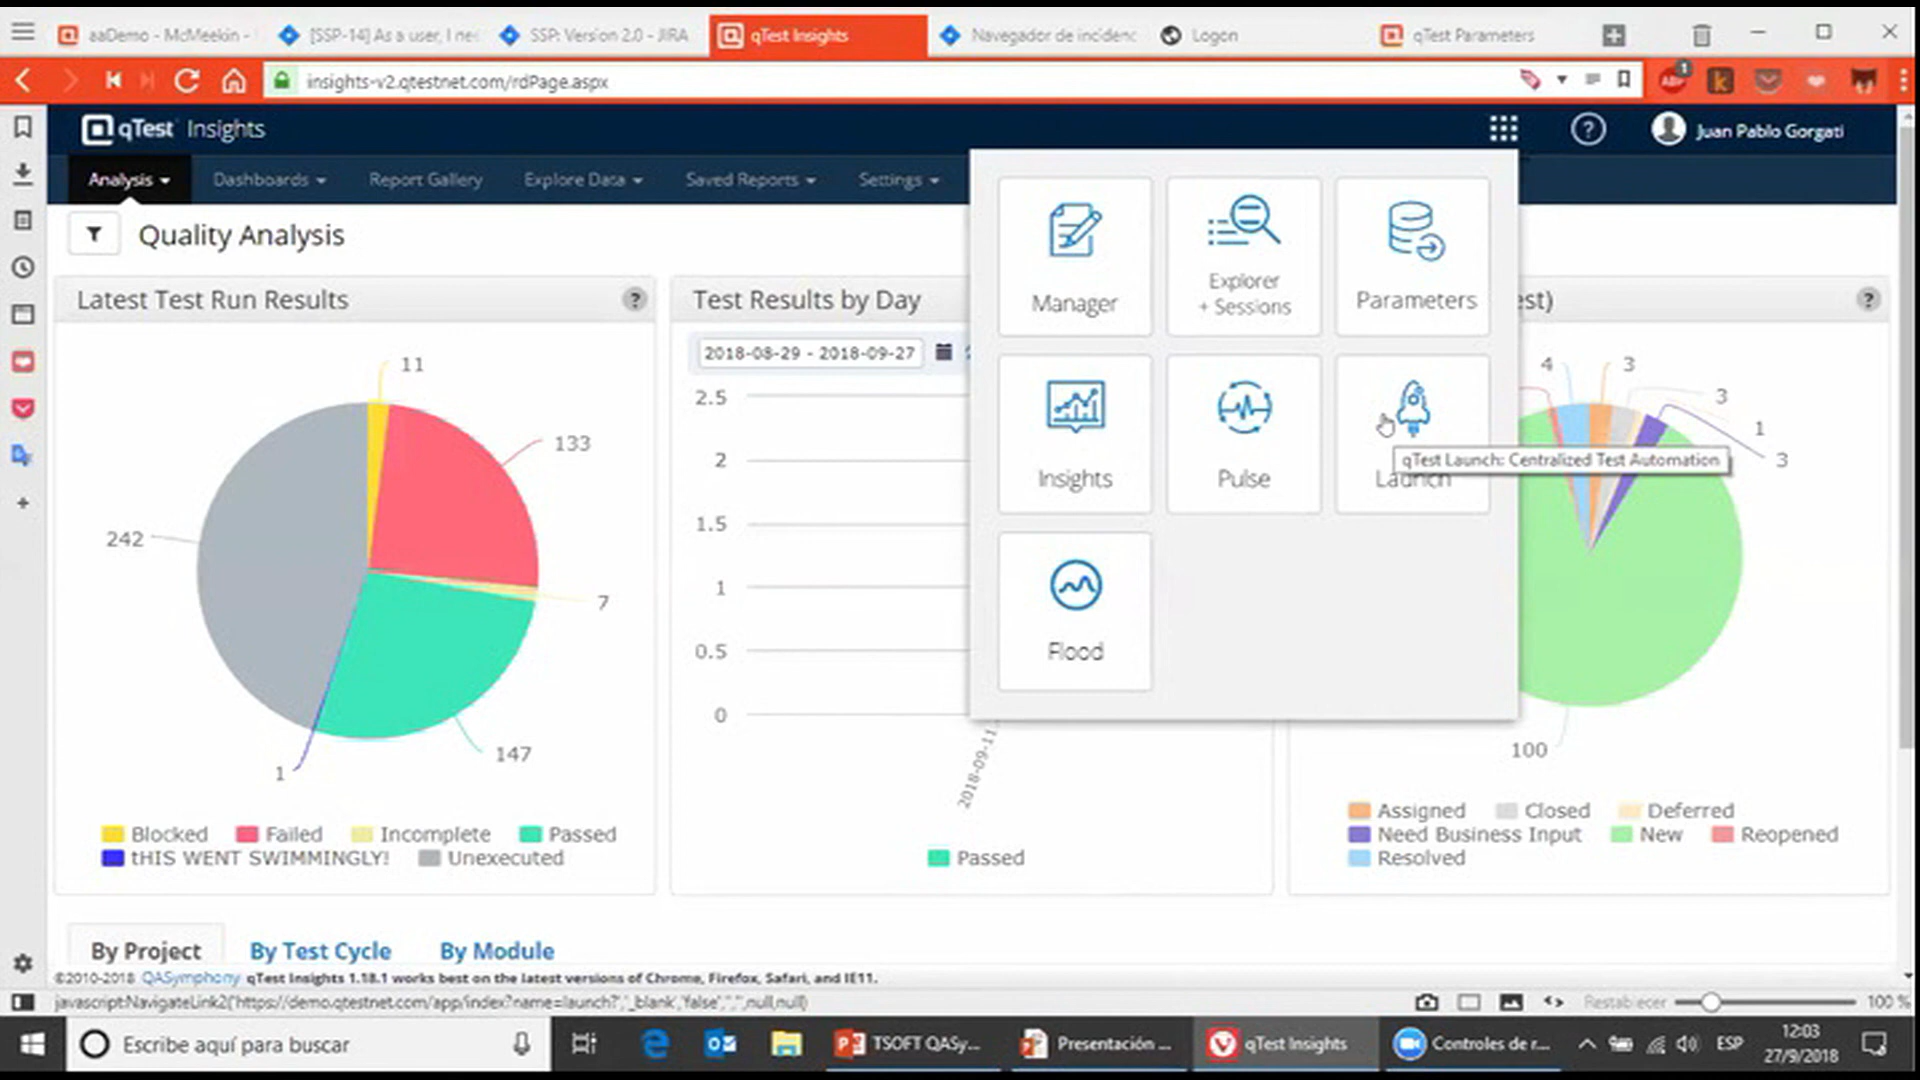 aaDemo - McMeekin -
[SSP-14] As a user, I nee
SSP: Version 2.0 - JIRA
qTest Insights
Navegador de incidenc
Logon
qTest Parameters
insights-v2.qtestnet.com/rdPage.aspx
ABP
1
k
qTest Insights
?
Juan Pablo Gorgati
Analysis
Dashboards
Report Gallery
Explore Data
Saved Reports
Settings
Quality Analysis
Manager
Explorer
+ Sessions
Parameters
Insights
Pulse
Launch
qTest Launch: Centralized Test Automation
Flood
Latest Test Run Results
?
11
133
242
7
147
1
Blocked
Failed
Incomplete
Passed
tHIS WENT SWIMMINGLY!
Unexecuted
Test Results by Day
2018-08-29 - 2018-09-27
2.5
2
1.5
1
0.5
0
2018-09-11
Passed
est)
?
4
3
3
1
3
100
Assigned
Closed
Deferred
Need Business Input
New
Reopened
Resolved
By Project
By Test Cycle
By Module
©2010-2018 QASymphony qTest Insights 1.18.1 works best on the latest versions of Chrome, Firefox, Safari, and IE11.
javascript:NavigateLink2('https://demo.qtestnet.com/app/index?name=launch?','_blank','false','','',null,null)
Restablecer
100 %
Escribe aquí para buscar
TSOFT QASy...
Presentación ...
qTest Insights
Controles de r...
ESP
12:03
27/9/2018